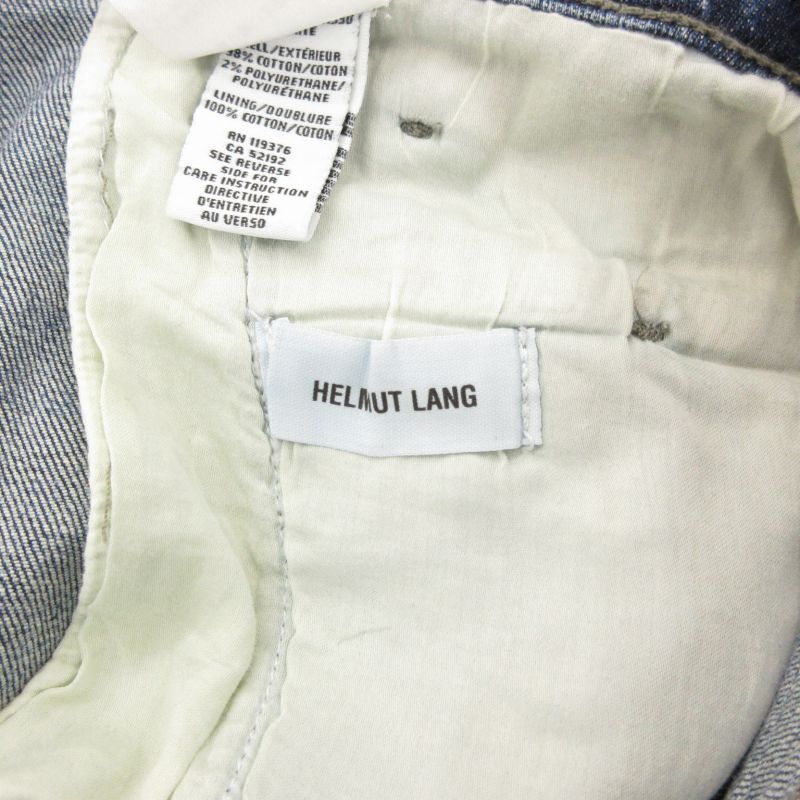 SHELL/EXTÉRIEUR
98% COTTON/COTON
2% POLYURETHANE/
POLYURÉTHANE
LINING/DOUBLURE
100% COTTON/COTON
RN 119376
CA 52192
SEE REVERSE
SIDE FOR
CARE INSTRUCTION
DIRECTIVE
D'ENTRETIEN
AU VERSO
HELMUT LANG